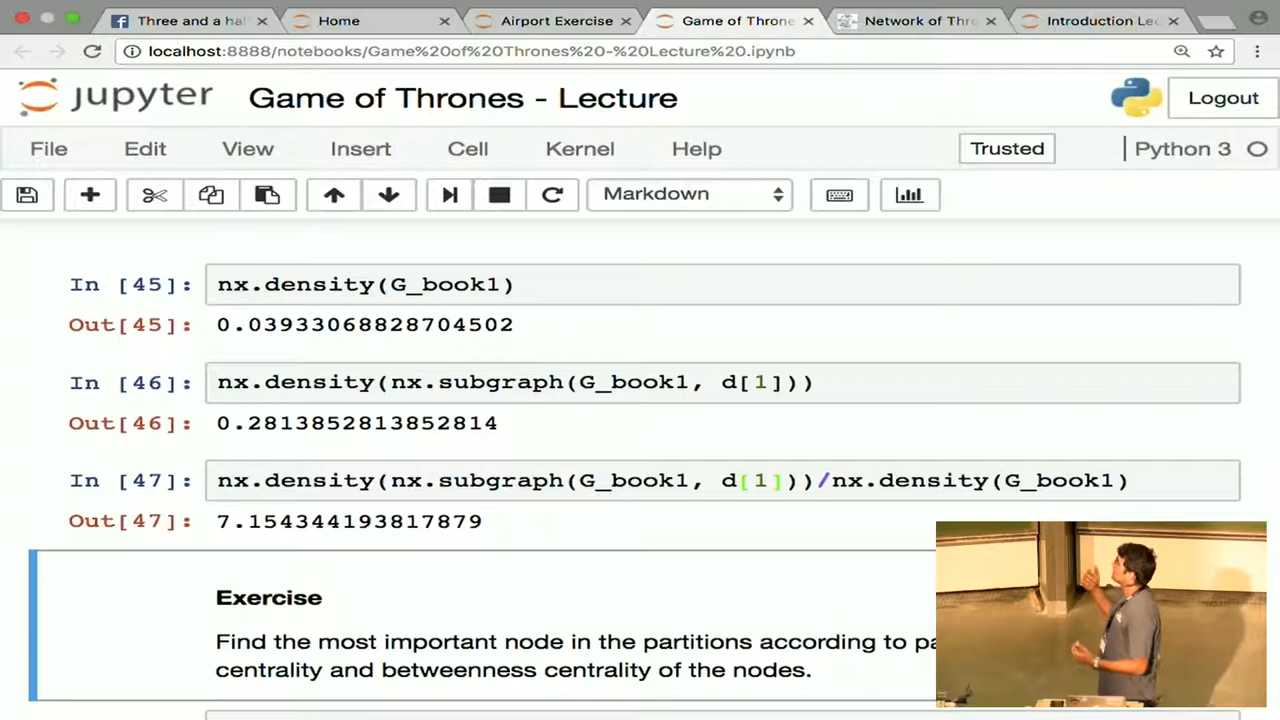 Three and a ha
Home
Airport Exercise
Game of Throne
Network of Thro
Introduction Lec
localhost:8888/notebooks/Game%20of%20Thrones%20-%20Lecture%20.ipynb
jupyter Game of Thrones - Lecture
Logout
File Edit View Insert Cell Kernel Help
Trusted
Python 3
Markdown
In [45]: nx.density(G_book1)
Out[45]: 0.03933068828704502
In [46]: nx.density(nx.subgraph(G_book1, d[1]))
Out[46]: 0.2813852813852814
In [47]: nx.density(nx.subgraph(G_book1, d[1]))/nx.density(G_book1)
Out[47]: 7.154344193817879
Exercise
Find the most important node in the partitions according to pa
centrality and betweenness centrality of the nodes.